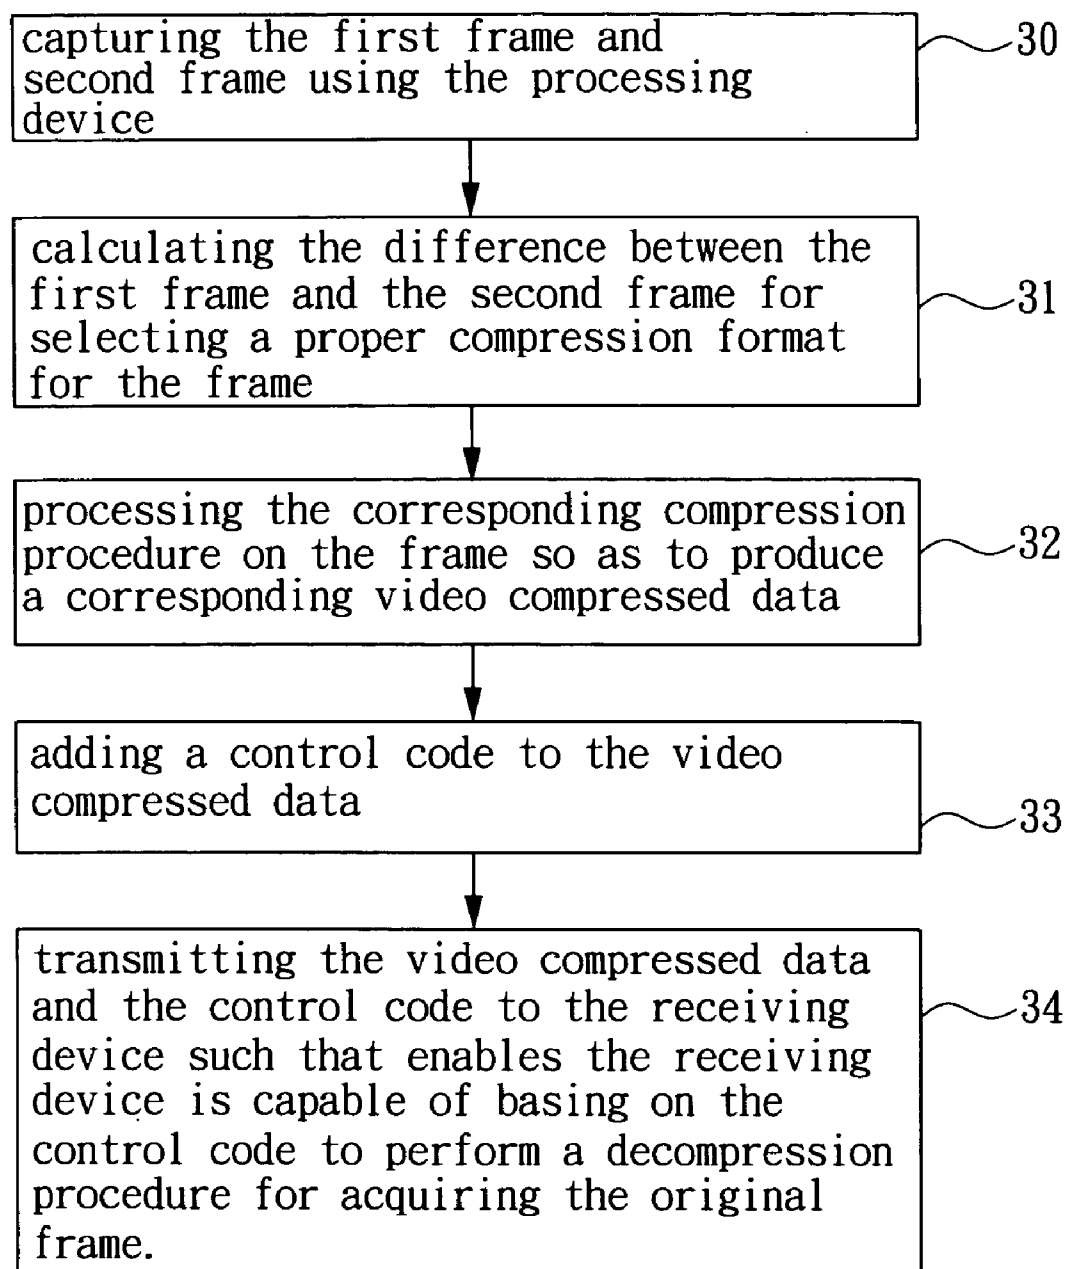 capturing the first frame and
second frame using the processing
device
30
calculating the difference between the
first frame and the second frame for
selecting a proper compression format
for the frame
31
processing the corresponding compression
procedure on the frame so as to produce
a corresponding video compressed data
32
adding a control code to the video
compressed data
33
transmitting the video compressed data
and the control code to the receiving
device such that enables the receiving
device is capable of basing on the
control code to perform a decompression
procedure for acquiring the original
frame.
34